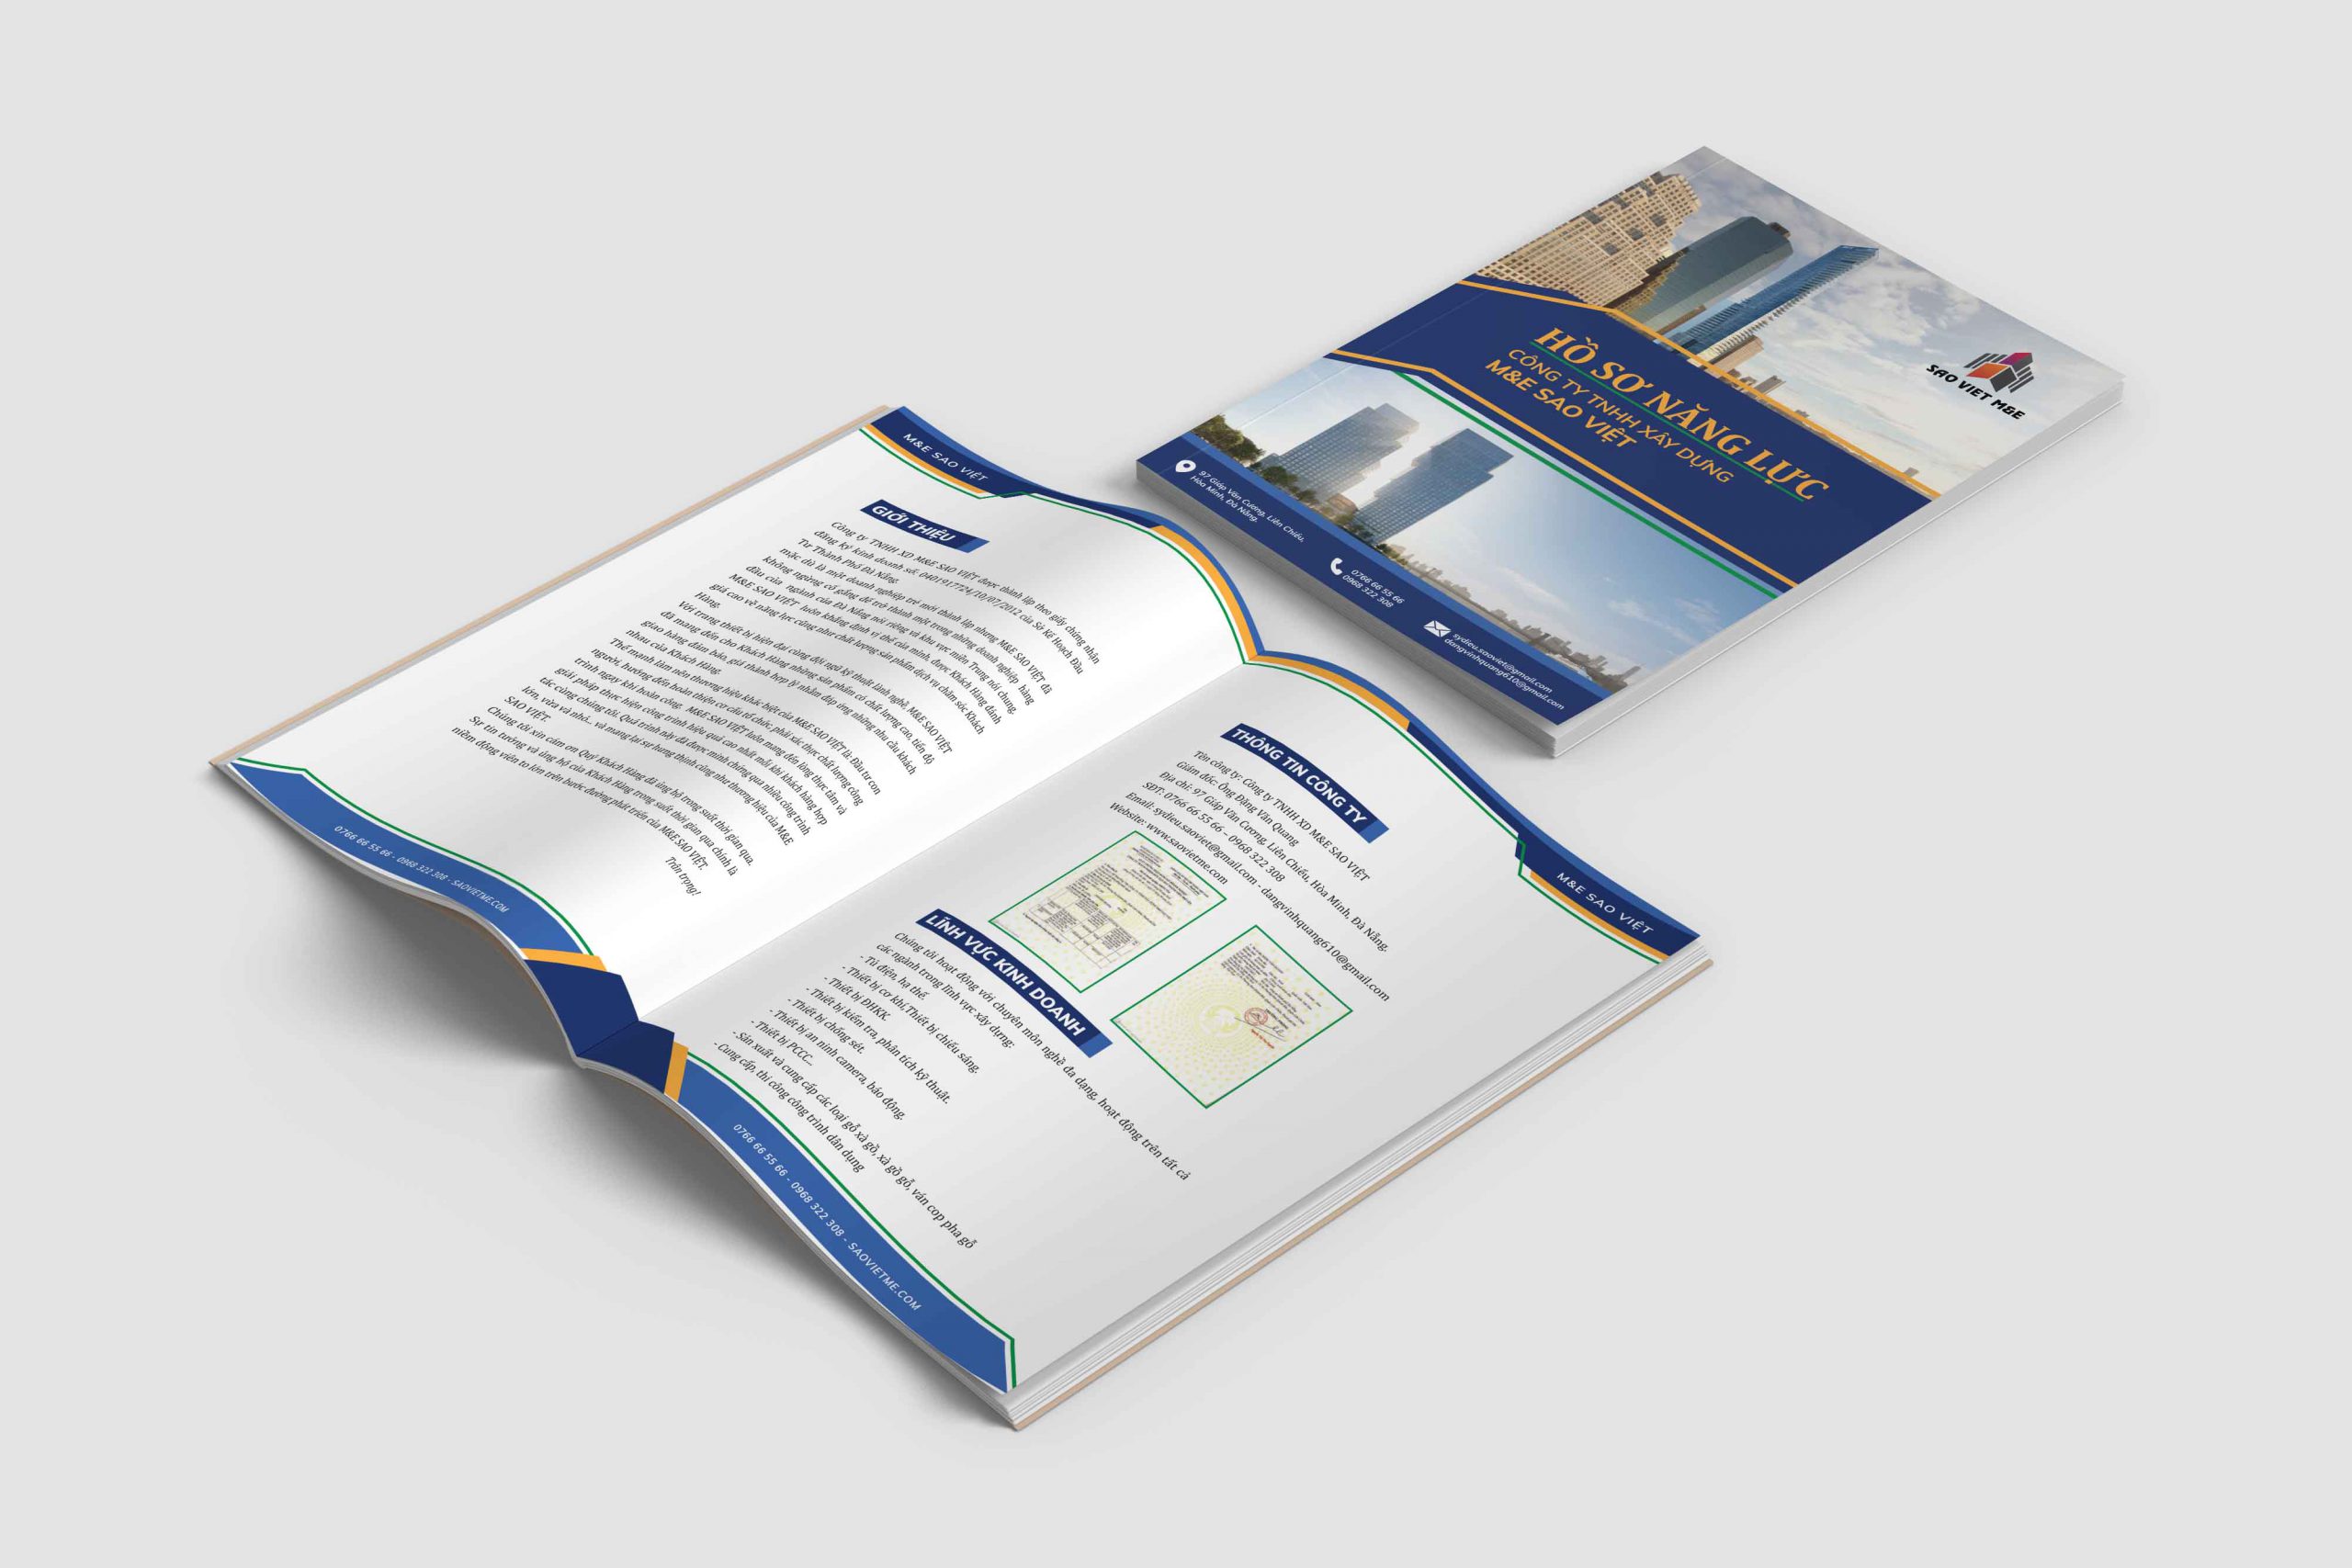 HỒ SƠ NĂNG LỰC
CÔNG TY TNHH XÂY DỰNG
M&E SAO VIỆT
SAO VIET M&E
97 Giáp Văn Cương, Liên Chiểu,
Hòa Minh, Đà Nẵng.
0766 66 55 66
0968 322 308
sydieu.saoviet@gmail.com
dangvinhquang610@gmail.com
M&E SAO VIỆT
GIỚI THIỆU
Công ty TNHH XD M&E SAO VIỆT được thành lập theo giấy chứng nhận
đăng ký kinh doanh số: 0401917724/10/07/2012 của Sở Kế Hoạch Đầu
Tư Thành Phố Đà Nẵng.
mặc dù là một doanh nghiệp trẻ mới thành lập nhưng M&E SAO VIỆT đã
không ngừng cố gắng để trở thành một trong những doanh nghiệp hàng
đầu của ngành của Đà Nẵng nói riêng và khu vực miền Trung nói chung.
M&E SAO VIỆT luôn khẳng định vị thế của mình, được Khách Hàng đánh
giá cao về năng lực cũng như chất lượng sản phẩm dịch vụ chăm sóc Khách
Hàng.
Với trang thiết bị hiện đại cùng đội ngũ kỹ thuật lành nghề, M&E SAO VIỆT
đã mang đến cho Khách Hàng những sản phẩm có chất lượng cao, tiến độ
giao hàng đảm bảo, giá thành hợp lý nhằm đáp ứng những nhu cầu khách
nhau của Khách Hàng.
Thế mạnh làm nên thương hiệu khác biệt của M&E SAO VIỆT là: Đầu tư con
người, hướng đến hoàn thiện cơ cấu tổ chức, phải xác thực chất lượng công
trình ngay khi hoàn công. M&E SAO VIỆT luôn mang đến lòng thực tâm và
giải pháp thực hiện công trình hiệu quả cao nhất mỗi khi khách hàng hợp
tác cùng chúng tôi. Quá trình này đã được minh chứng qua nhiều công trình
lớn, vừa và nhỏ... và mang lại sự hưng thịnh cũng như thương hiệu của M&E
SAO VIỆT.
Chúng tôi xin cám ơn Quý Khách Hàng đã ủng hộ trong suốt thời gian qua.
Sự tin tưởng và ủng hộ của Khách Hàng trong suốt thời gian qua chính là
niềm động viên to lớn trên bước đường phát triển của M&E SAO VIỆT.
Trân trọng!
0766 66 55 66 - 0968 322 308 - SAOVIETME.COM
M&E SAO VIỆT
THÔNG TIN CÔNG TY
Tên công ty: Công ty TNHH XD M&E SAO VIỆT
Giám đốc: Ông Đặng Văn Quang
Địa chỉ: 97 Giáp Văn Cương, Liên Chiểu, Hòa Minh, Đà Nẵng.
SĐT: 0766 66 55 66 – 0968 322 308
Email: sydieu.saoviet@gmail.com - dangvinhquang610@gmail.com
Website: www.saovietme.com
LĨNH VỰC KINH DOANH
Chúng tôi hoạt động với chuyên môn nghề đa dạng, hoạt động trên tất cả
các ngành trong lĩnh vực xây dựng:
- Tủ điện, hạ thế.
- Thiết bị cơ khí,Thiết bị chiếu sáng.
- Thiết bị ĐHKK.
- Thiết bị kiểm tra, phân tích kỹ thuật.
- Thiết bị chống sét.
- Thiết bị an ninh camera, báo động.
- Thiết bị PCCC...
- Sản xuất và cung cấp các loại gỗ xà gỗ, xà gồ gỗ, ván cop pha gỗ
- Cung cấp, thi công công trình dân dụng
0766 66 55 66 - 0968 322 308 - SAOVIETME.COM